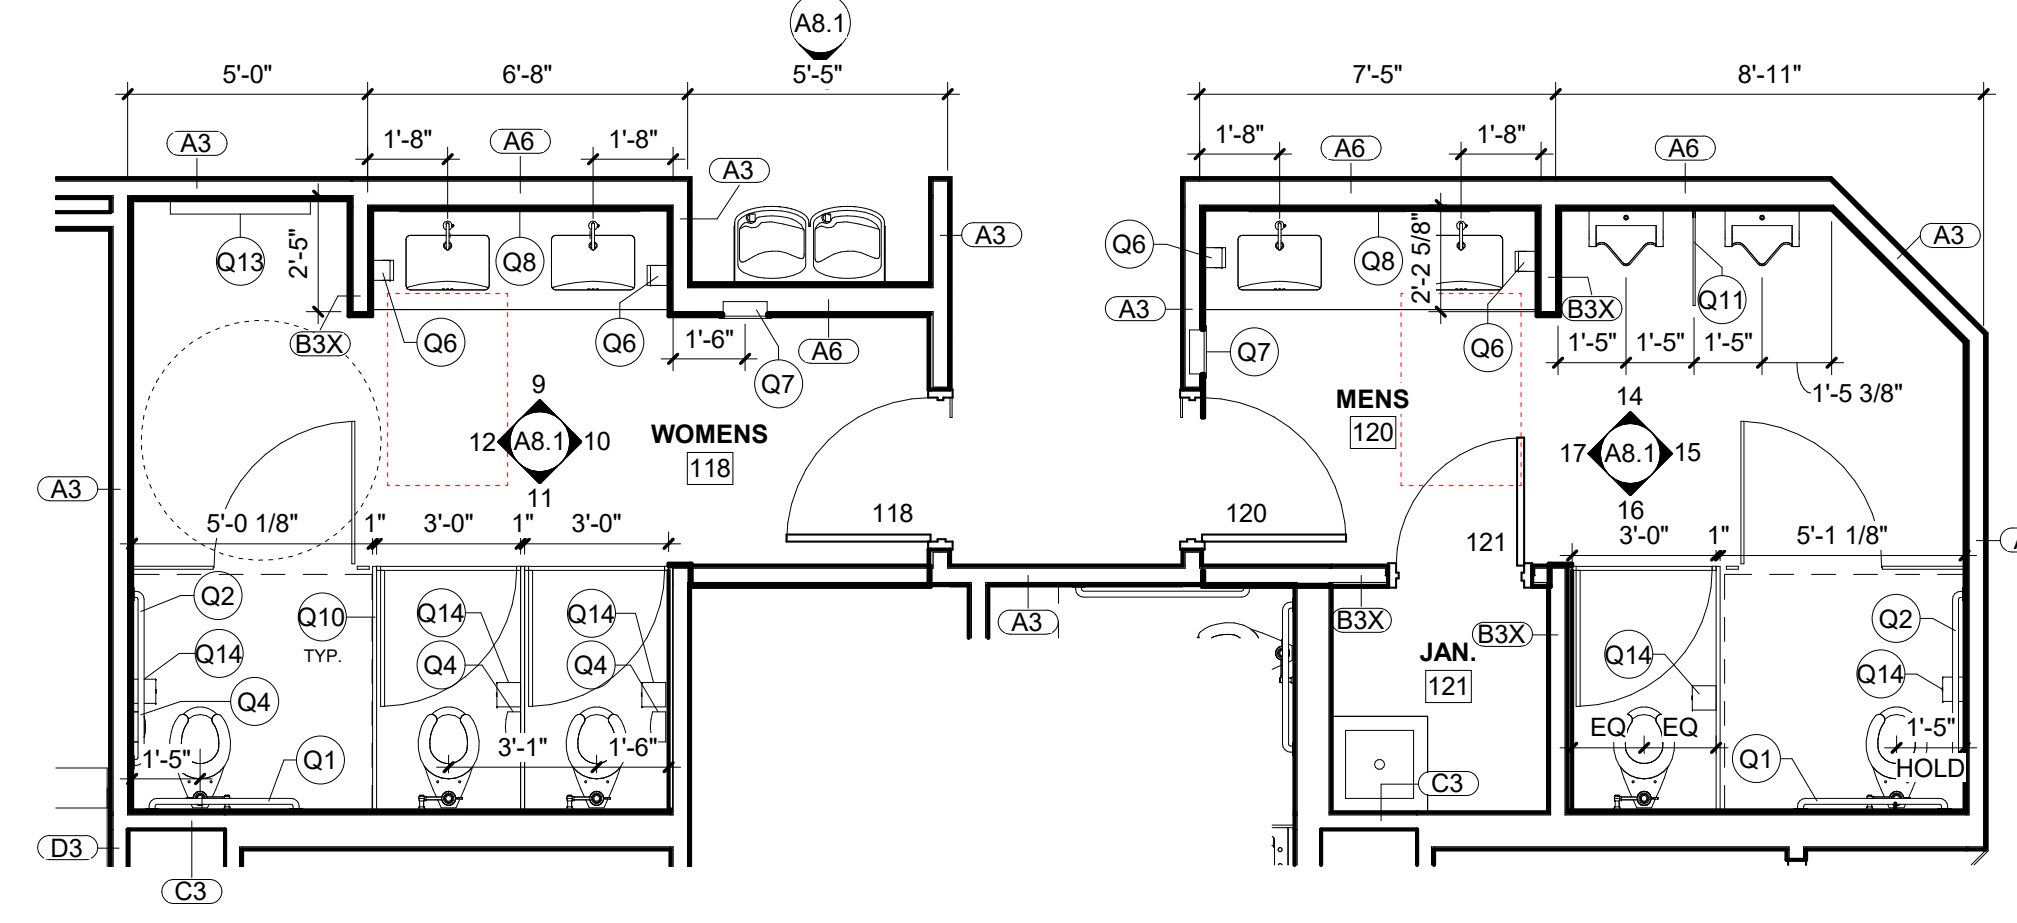 A8.1
5'-0" 6'-8" 5'-5" 7'-5" 8'-11"
A3 1'-8" A6 1'-8" A3 1'-8" A6 1'-8" A6
A3 Q6 A3
Q13 2'-5" Q8 Q8 2'-2 5/8" Q11
A3 B3X
B3X Q6 Q6 1'-6" A6 Q7 Q7 Q6 1'-5" 1'-5" 1'-5"
1'-5 3/8"
9
12 A8.1 10
11
WOMENS
118
MENS
120
14
17 A8.1 15
16
A3
5'-0 1/8" 1" 3'-0" 1" 3'-0" 118 120 121 3'-0" 1" 5'-1 1/8"
Q2 Q10 Q14 Q14 A3 B3X B3X Q2
TYP.
Q14 Q4 Q4 JAN. Q14 Q14
121
Q4
1'-5" 3'-1" 1'-6" EQ EQ 1'-5"
HOLD
Q1 C3 Q1
D3
C3